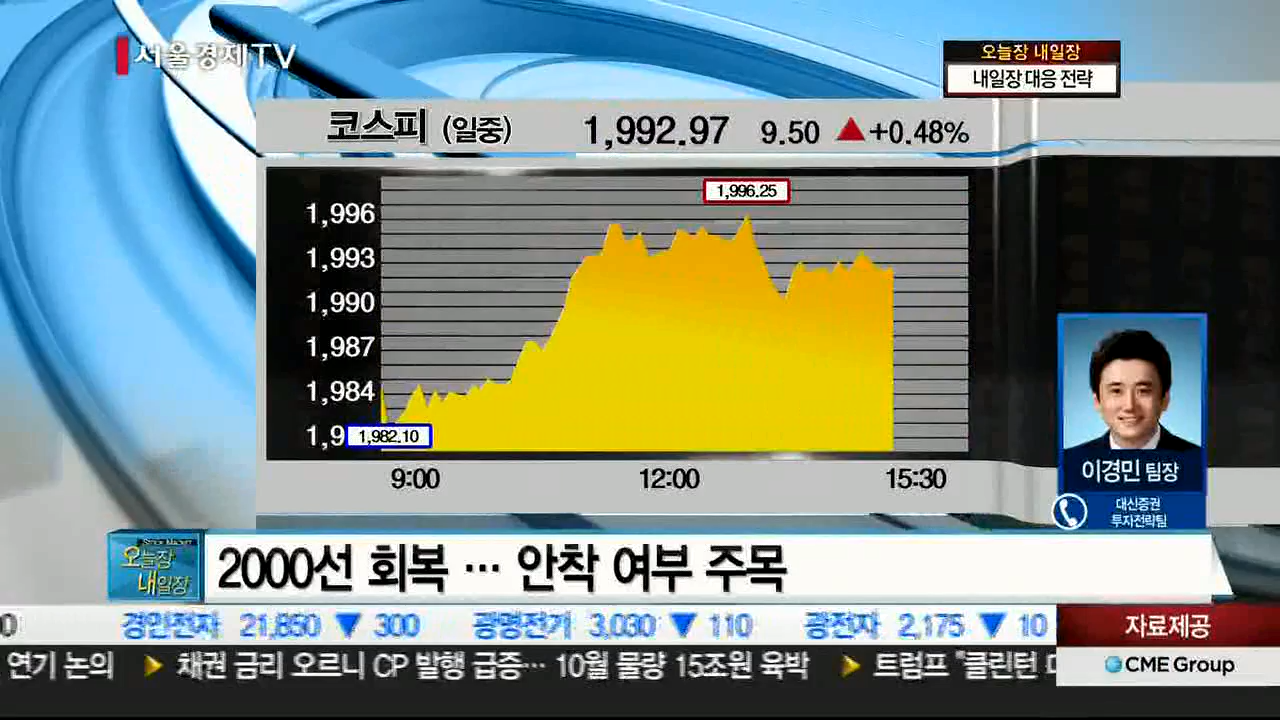 서울경제TV
오늘장 내일장
내일장 대응 전략
코스피 (일중) 1,992.97 9.50 ▲+0.48%
1,996.25
1,996
1,993
1,990
1,987
1,984
1,9
1,982.10
9:00 12:00 15:30
이경민 팀장
대신증권
투자전략팀
STOCK MARKET
오늘장
내일장
2000선 회복 … 안착 여부 주목
0 경인전자 21,850 ▼ 300 광명전기 3,030 ▼ 110 광전자 2,175 ▼ 10
자료제공
연기 논의 ▶ 채권 금리 오르니 CP 발행 급증… 10월 물량 15조원 육박 ▶ 트럼프 "클린턴
CME Group